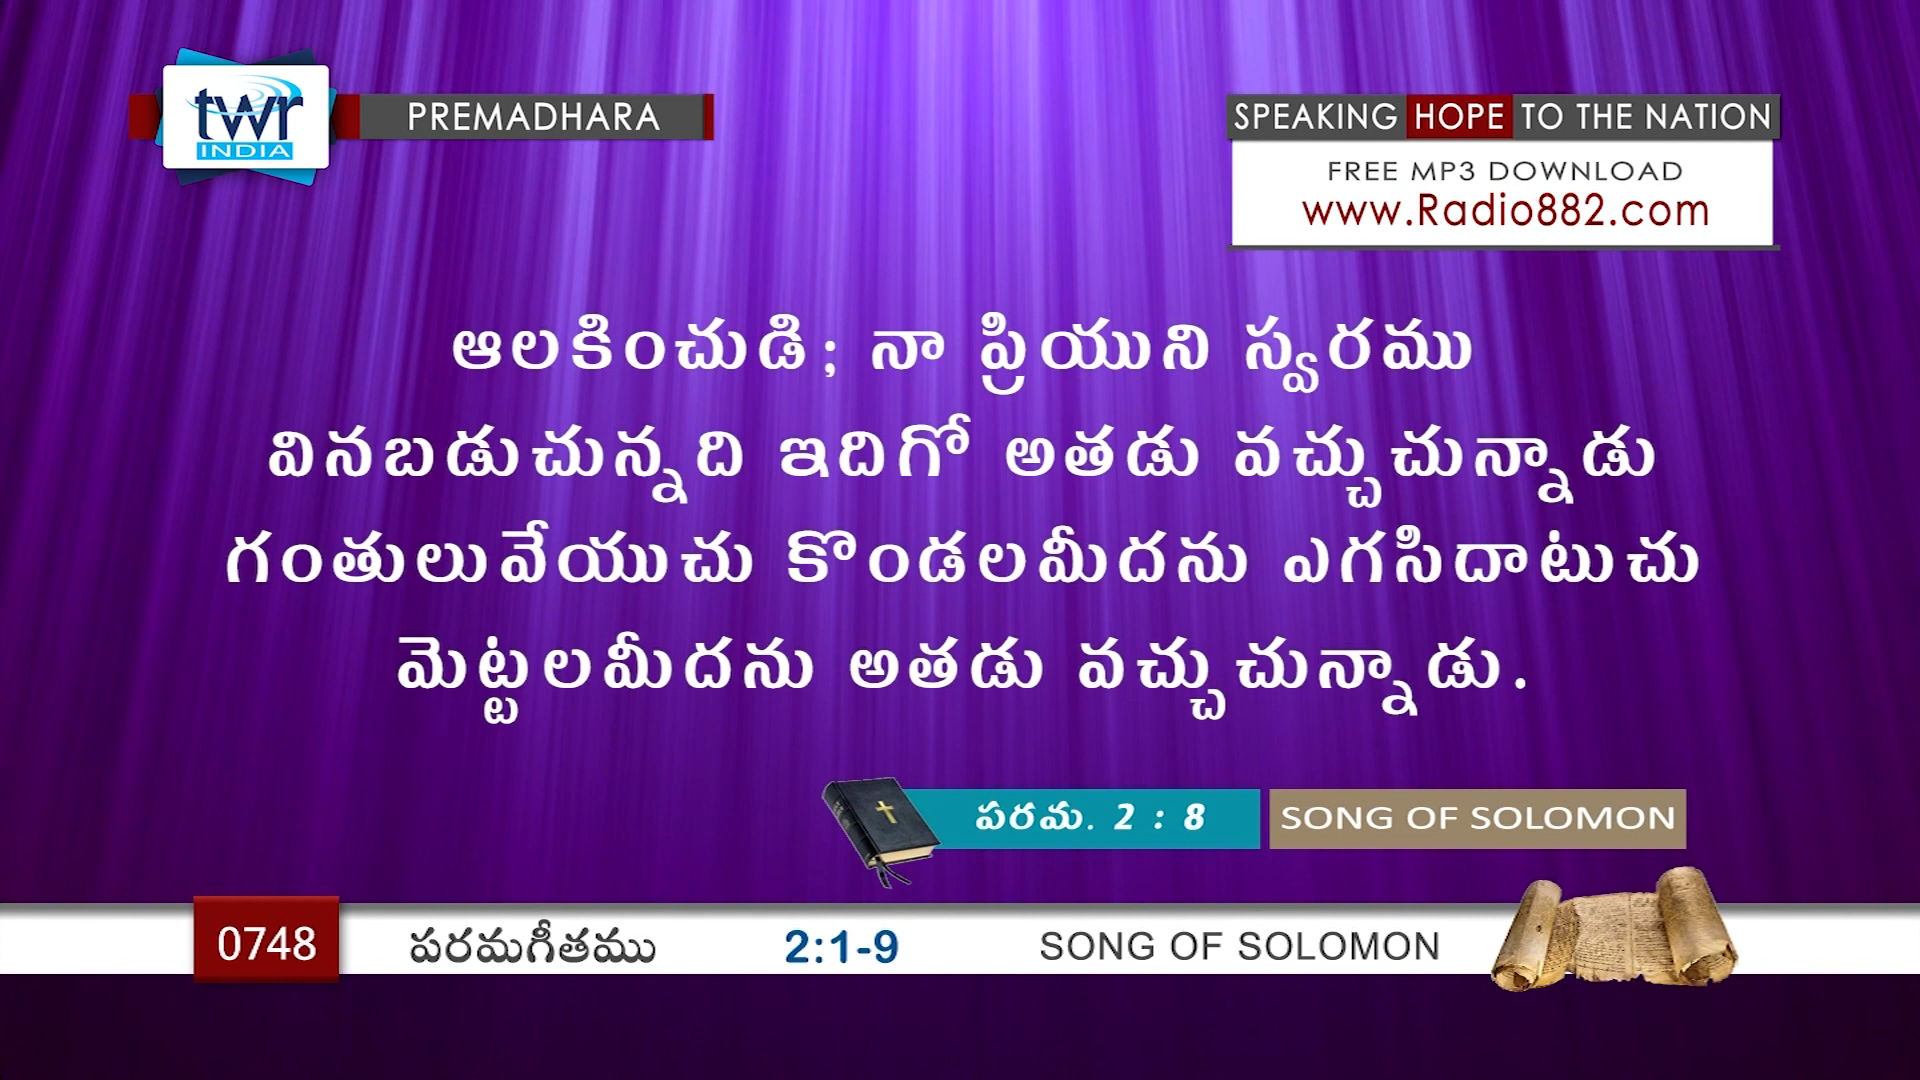 twr
INDIA
PREMADHARA
SPEAKING HOPE TO THE NATION
FREE MP3 DOWNLOAD
www.Radio882.com
ఆలకించుడి; నా ప్రియుని స్వరము
వినబడుచున్నది ఇదిగో అతడు వచ్చుచున్నాడు
గంతులువేయుచు కొండలమీదను ఎగసిదాటుచు
మెట్టలమీదను అతడు వచ్చుచున్నాడు.
పరమ. 2 : 8
SONG OF SOLOMON
0748 పరమగీతము 2:1-9 SONG OF SOLOMON